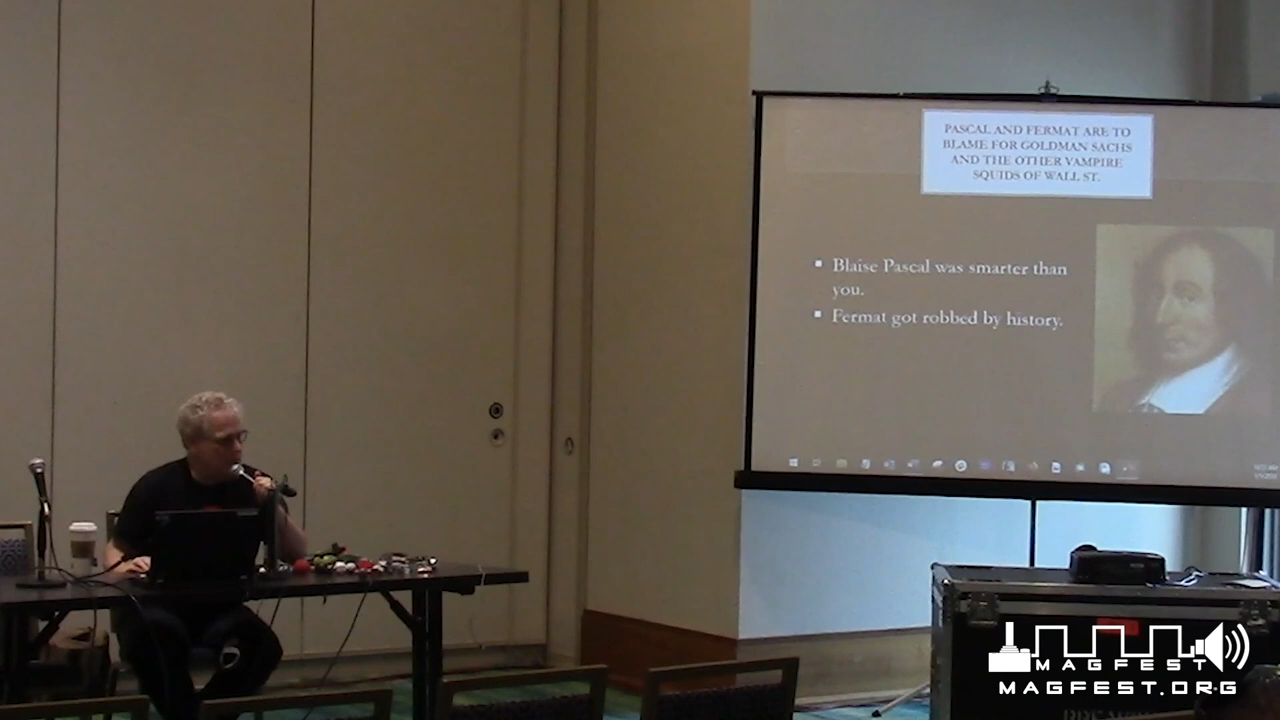 PASCAL AND FERMAT ARE TO
BLAME FOR GOLDMAN SACHS
AND THE OTHER VAMPIRE
SQUIDS OF WALL ST.
▪ Blaise Pascal was smarter than
you.
▪ Fermat got robbed by history.
MAGFEST
MAGFEST.ORG